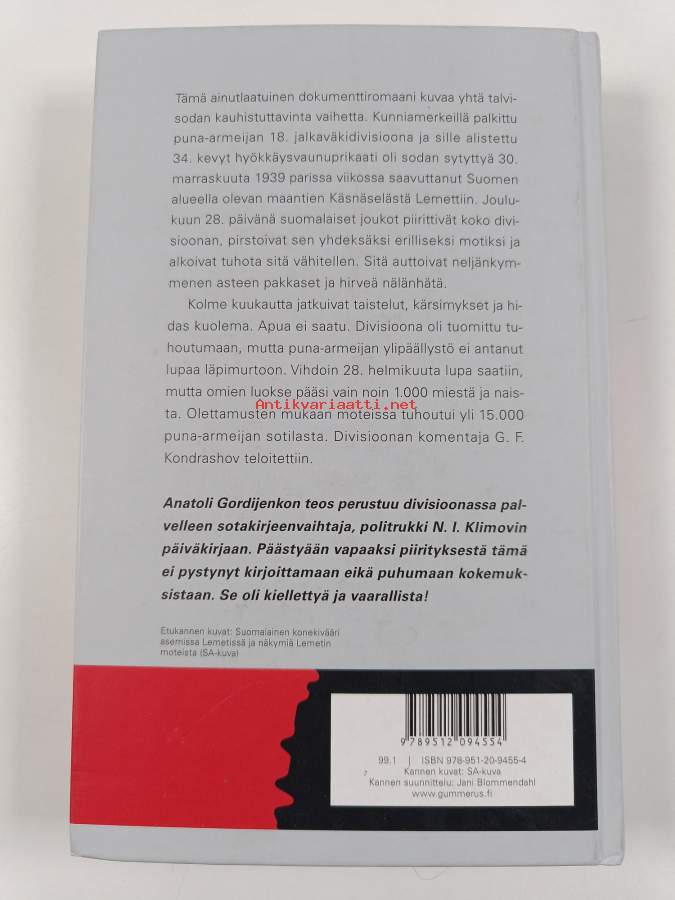 Tämä ainutlaatuinen dokumenttiromaani kuvaa yhtä talvi-
sodan kauhistuttavinta vaihetta. Kunniamerkeillä palkittu
puna-armeijan 18. jalkaväkidivisioona ja sille alistettu
34. kevyt hyökkäysvaunuprikaati oli sodan sytyttyä 30.
marraskuuta 1939 parissa viikossa saavuttanut Suomen
alueella olevan maantien Käsnäselästä Lemettiin. Joulu-
kuun 28. päivänä suomalaiset joukot piirittivät koko divi-
sioonan, pirstoivat sen yhdeksäksi erilliseksi motiksi ja
alkoivat tuhota sitä vähitellen. Sitä auttoivat neljänkym-
menen asteen pakkaset ja hirveä nälänhätä.
Kolme kuukautta jatkuivat taistelut, kärsimykset ja hi-
das kuolema. Apua ei saatu. Divisioona oli tuomittu tu-
houtumaan, mutta puna-armeijan ylipäällystö ei antanut
lupaa läpimurtoon. Vihdoin 28. helmikuuta lupa saatiin,
mutta omien luokse pääsi vain noin 1.000 miestä ja nais-
Antikvariaatti.net
ta. Olettamusten mukaan moteissa tuhoutui yli 15.000
puna-armeijan sotilasta. Divisioonan komentaja G. F.
Kondrashov teloitettiin.
Anatoli Gordijenkon teos perustuu divisioonassa pal-
velleen sotakirjeenvaihtaja, politrukki N. I. Klimovin
päiväkirjaan. Päästyään vapaaksi piirityksestä tämä
ei pystynyt kirjoittamaan eikä puhumaan kokemuk-
sistaan. Se oli kiellettyä ja vaarallista!
Etukannen kuvat: Suomalainen konekivääri
asemissa Lemetissä ja näkymiä Lemetin
moteista (SA-kuva)
9 789512 094554
99.1 | ISBN 978-951-20-9455-4
Kannen kuvat: SA-kuva
Kannen suunnittelu: Jani Blommendahl
www.gummerus.fi